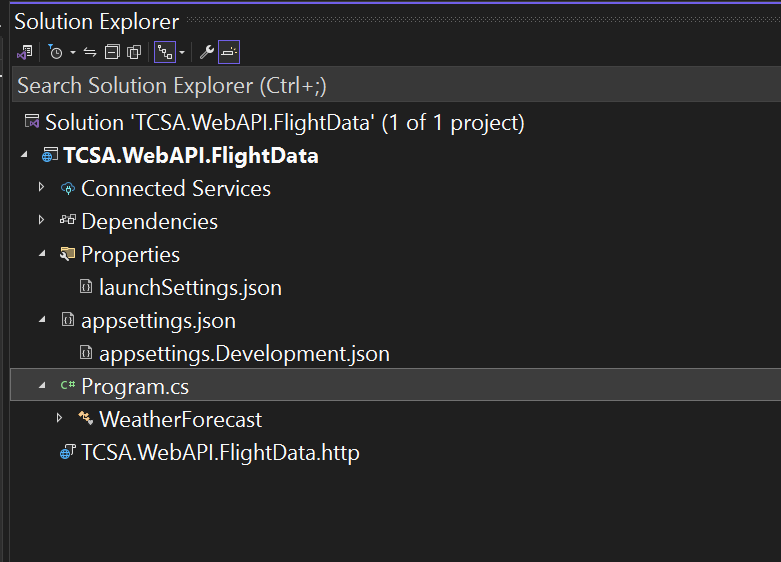 Solution Explorer
Search Solution Explorer (Ctrl+;)
Solution 'TCSA.WebAPI.FlightData' (1 of 1 project)
TCSA.WebAPI.FlightData
Connected Services
Dependencies
Properties
launchSettings.json
appsettings.json
appsettings.Development.json
C# Program.cs
WeatherForecast
TCSA.WebAPI.FlightData.http